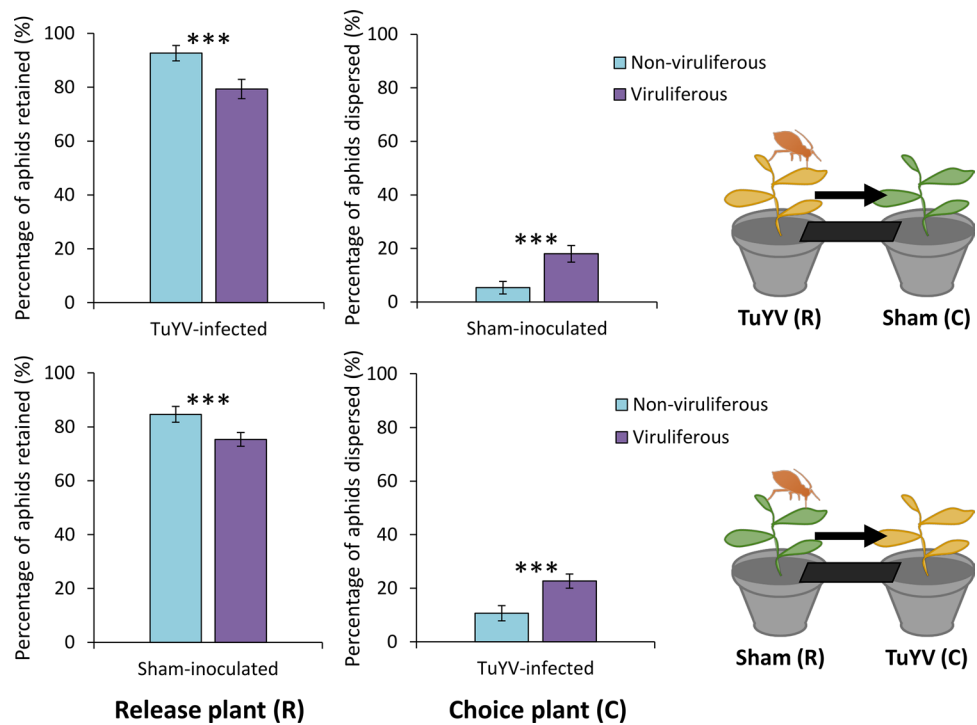 Percentage of aphids retained (%)
100
80
60
40
20
0
***
TuYV-infected
Percentage of aphids dispersed (%)
100
80
60
40
20
0
***
Sham-inoculated
Non-viruliferous
Viruliferous
TuYV (R)
Sham (C)
Percentage of aphids retained (%)
100
80
60
40
20
0
***
Sham-inoculated
Release plant (R)
Percentage of aphids dispersed (%)
100
80
60
40
20
0
***
TuYV-infected
Choice plant (C)
Non-viruliferous
Viruliferous
Sham (R)
TuYV (C)